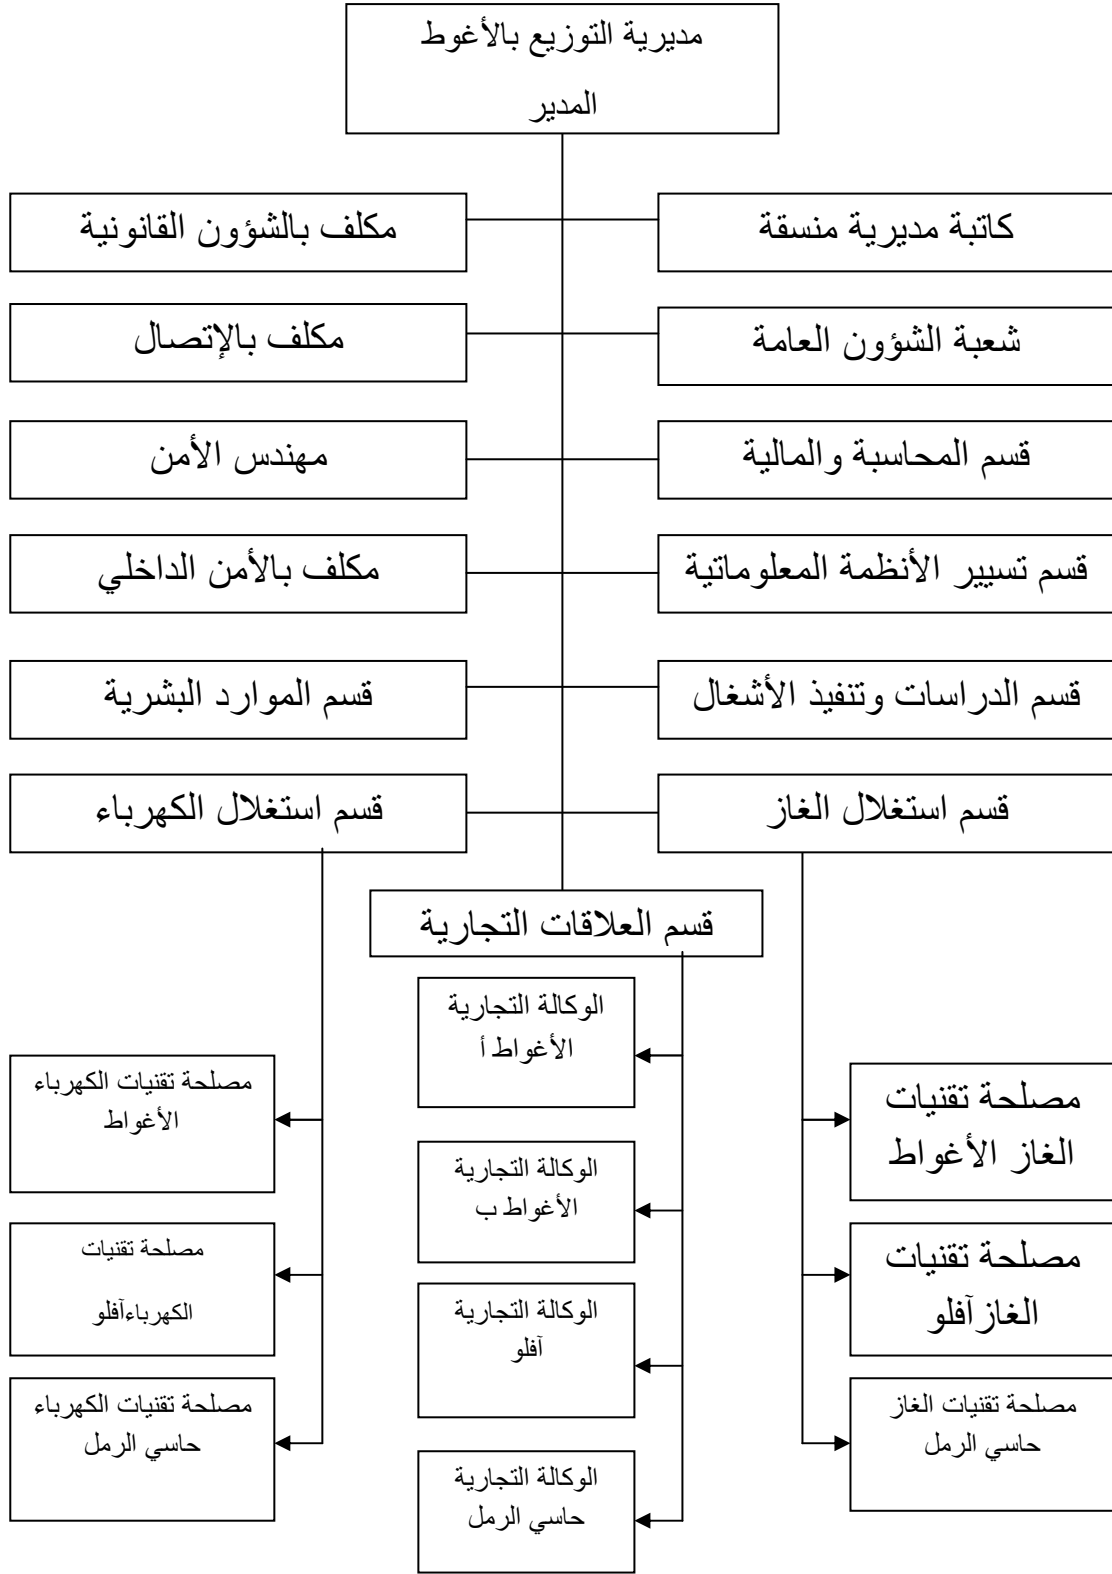 مديرية التوزيع بالأغوط
المدير
كاتبة مديرية منسقة
مكلف بالشؤون القانونية
شعبة الشؤون العامة
مكلف بالإتصال
قسم المحاسبة والمالية
مهندس الأمن
قسم تسيير الأنظمة المعلوماتية
مكلف بالأمن الداخلي
قسم الدراسات وتنفيذ الأشغال
قسم الموارد البشرية
قسم استغلال الغاز
قسم استغلال الكهرباء
قسم العلاقات التجارية
مصلحة تقنيات
الغاز الأغواط
مصلحة تقنيات
الغاز آفلو
مصلحة تقنيات الغاز
حاسي الرمل
الوكالة التجارية
الأغواط أ
الوكالة التجارية
الأغواط ب
الوكالة التجارية
آفلو
الوكالة التجارية
حاسي الرمل
مصلحة تقنيات الكهرباء
الأغواط
مصلحة تقنيات
الكهرباءآفلو
مصلحة تقنيات الكهرباء
حاسي الرمل